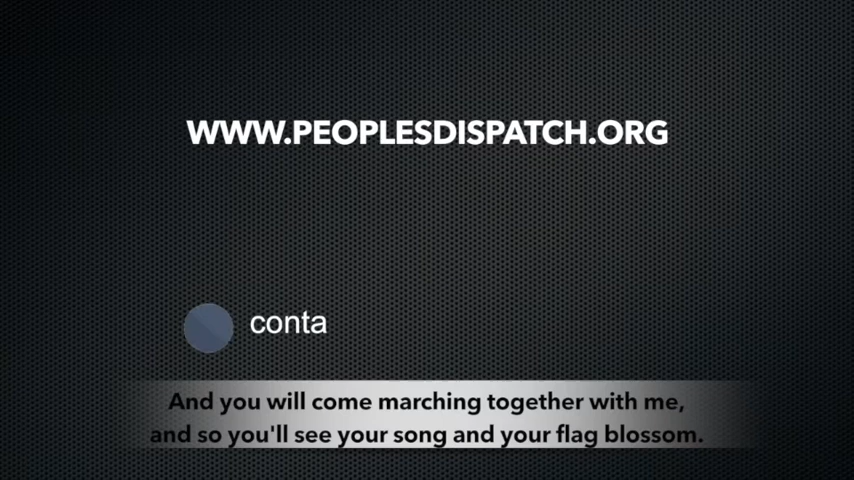 WWW.PEOPLESDISPATCH.ORG
conta
And you will come marching together with me,
and so you'll see your song and your flag blossom.